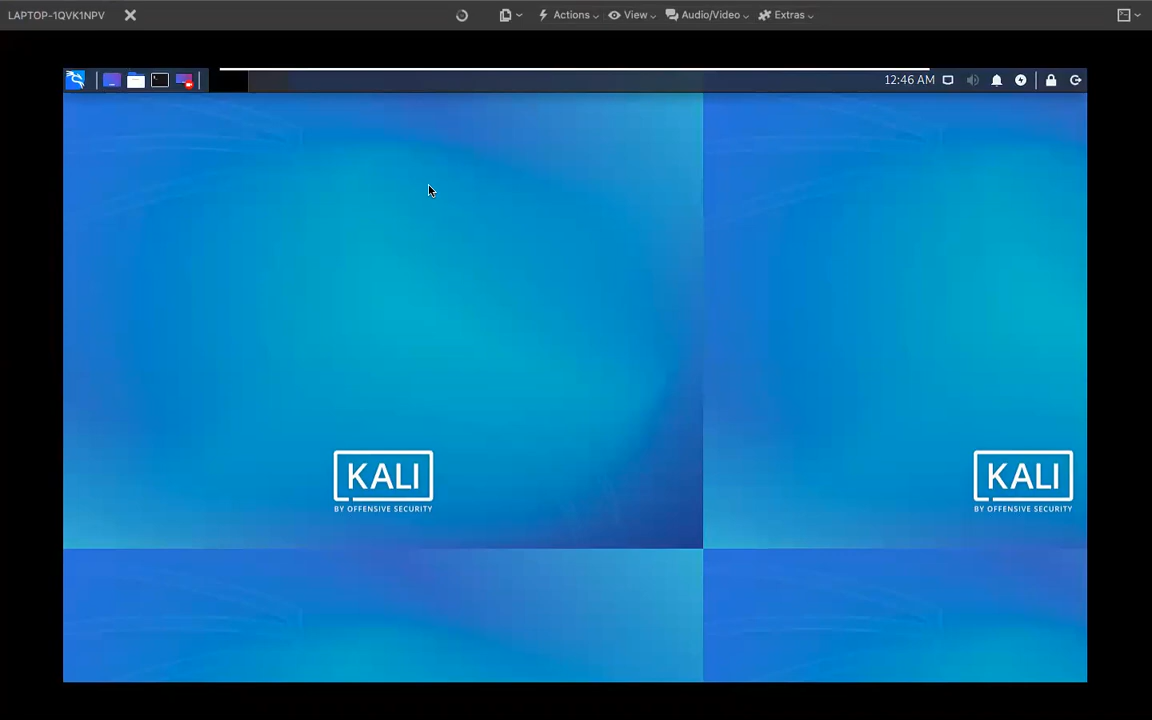 LAPTOP-1QVK1NPV
Actions
View
Audio/Video
Extras
12:46 AM
KALI
BY OFFENSIVE SECURITY
KALI
BY OFFENSIVE SECURITY